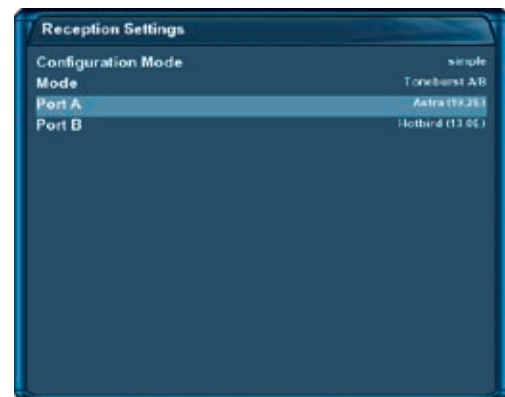 Reception Settings
Configuration Mode simple
Mode Toneburst A/B
Port A Astra (19.2E)
Port B Hotbird (13.0E)